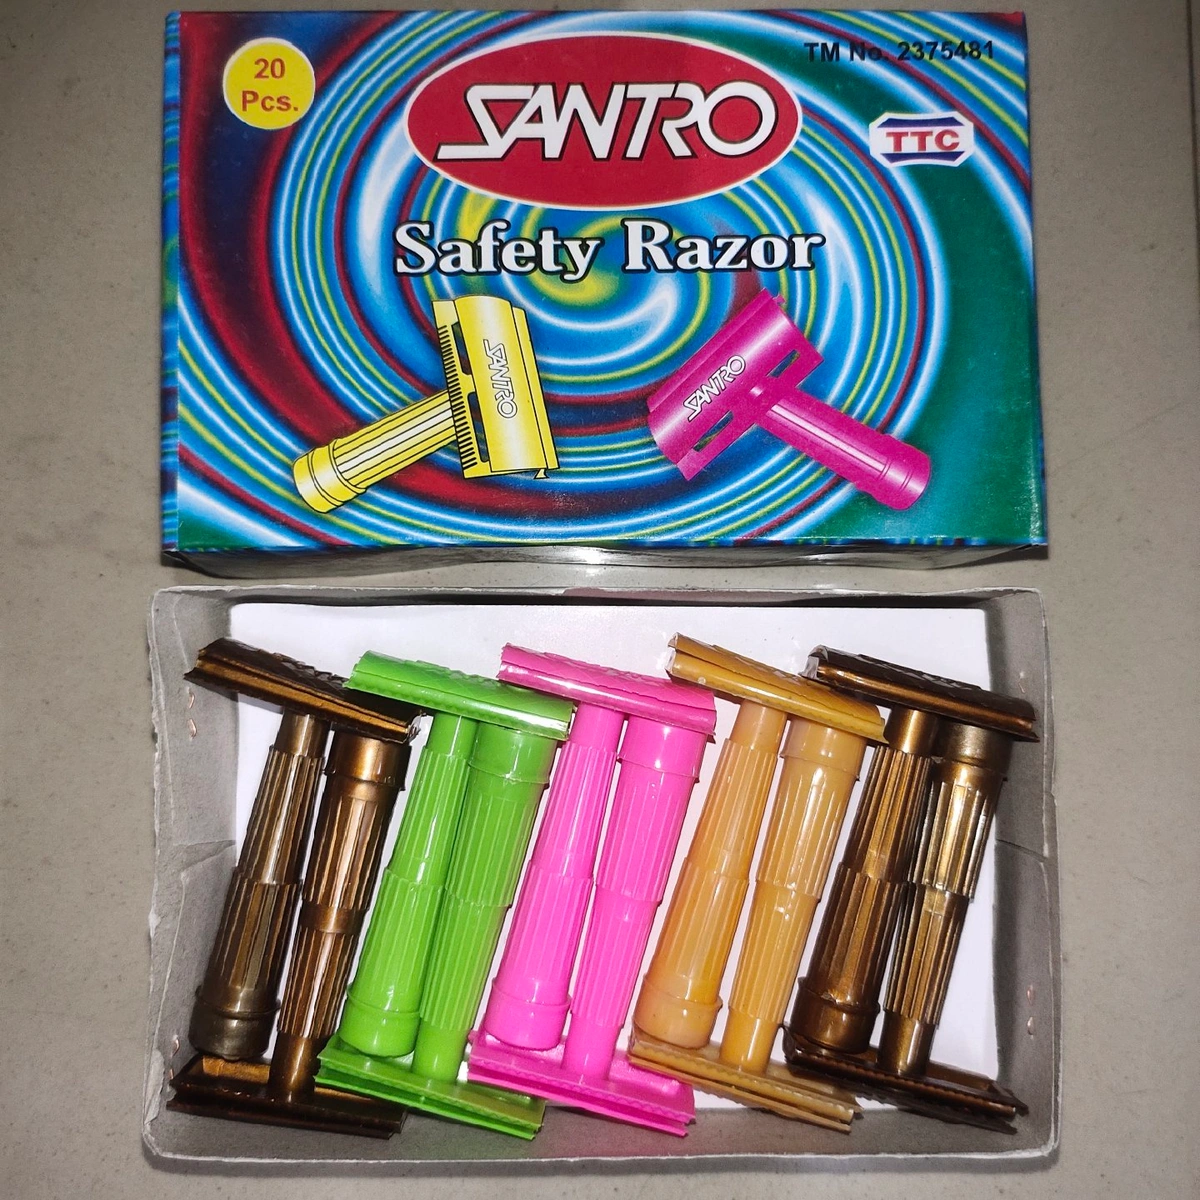 20
Pcs.
SANTRO
TM No. 2375481
TTC
Safety Razor
SANTRO
SANTRO